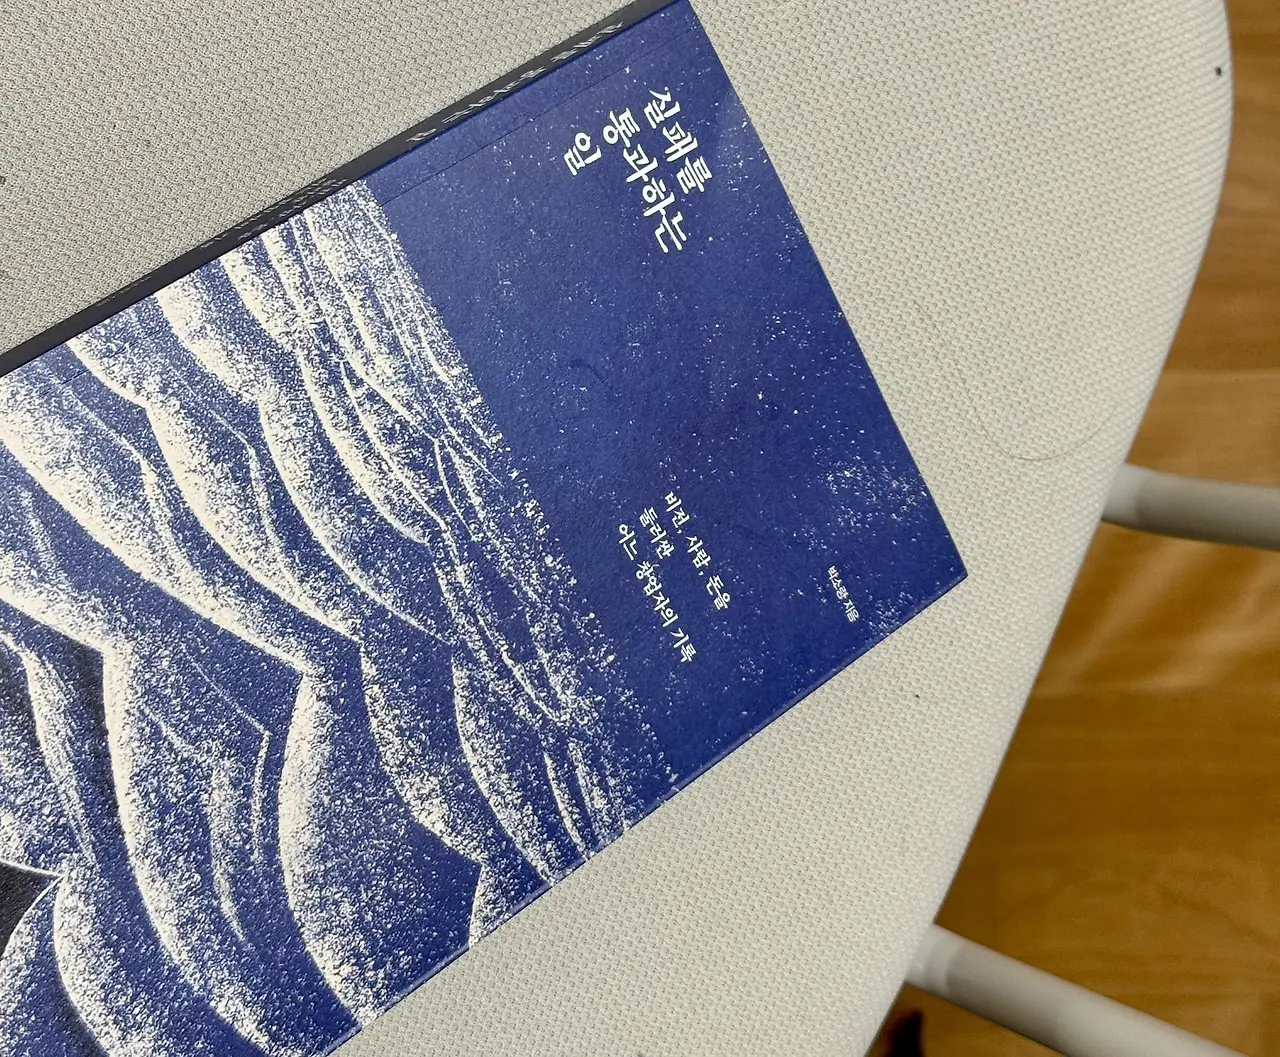 실패를
통과하는
일
비전, 사람, 돈을
둘러싼
어느 창업자의 기록
박소령 지음